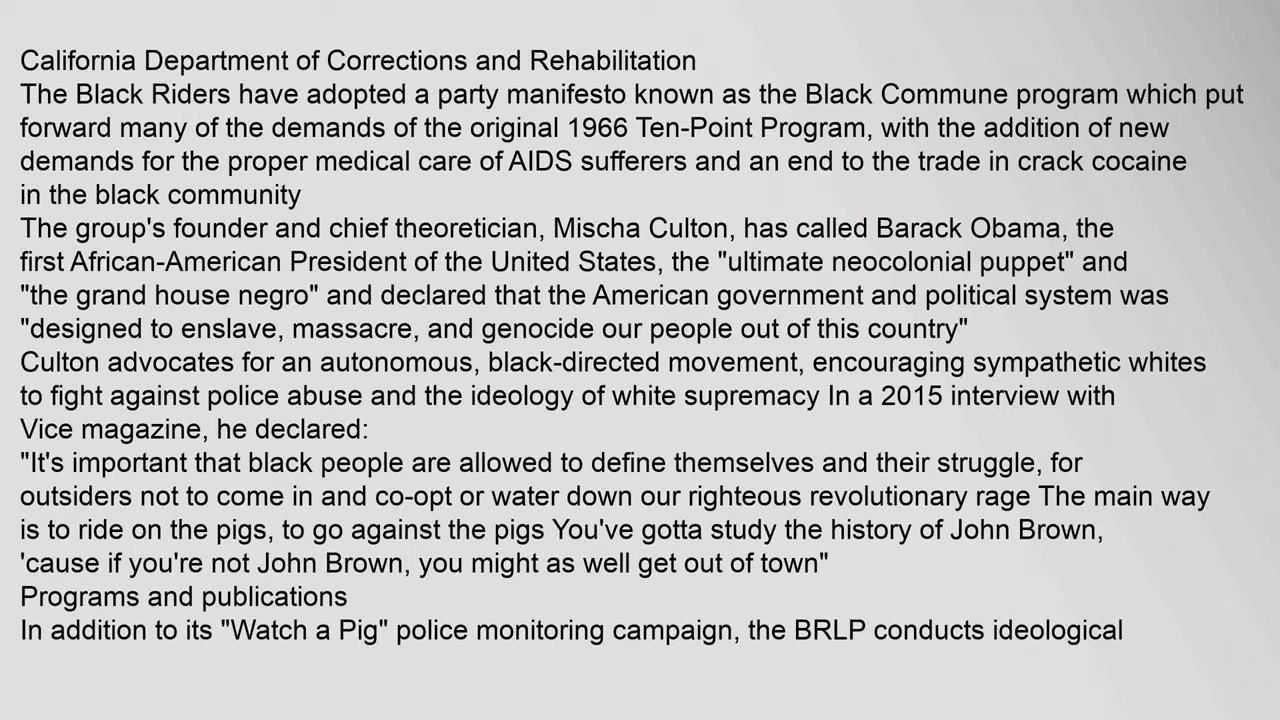 California Department of Corrections and Rehabilitation
The Black Riders have adopted a party manifesto known as the Black Commune program which put
forward many of the demands of the original 1966 Ten-Point Program, with the addition of new
demands for the proper medical care of AIDS sufferers and an end to the trade in crack cocaine
in the black community
The group's founder and chief theoretician, Mischa Culton, has called Barack Obama, the
first African-American President of the United States, the "ultimate neocolonial puppet" and
"the grand house negro" and declared that the American government and political system was
"designed to enslave, massacre, and genocide our people out of this country"
Culton advocates for an autonomous, black-directed movement, encouraging sympathetic whites
to fight against police abuse and the ideology of white supremacy In a 2015 interview with
Vice magazine, he declared:
"It's important that black people are allowed to define themselves and their struggle, for
outsiders not to come in and co-opt or water down our righteous revolutionary rage The main way
is to ride on the pigs, to go against the pigs You've gotta study the history of John Brown,
'cause if you're not John Brown, you might as well get out of town"
Programs and publications
In addition to its "Watch a Pig" police monitoring campaign, the BRLP conducts ideological